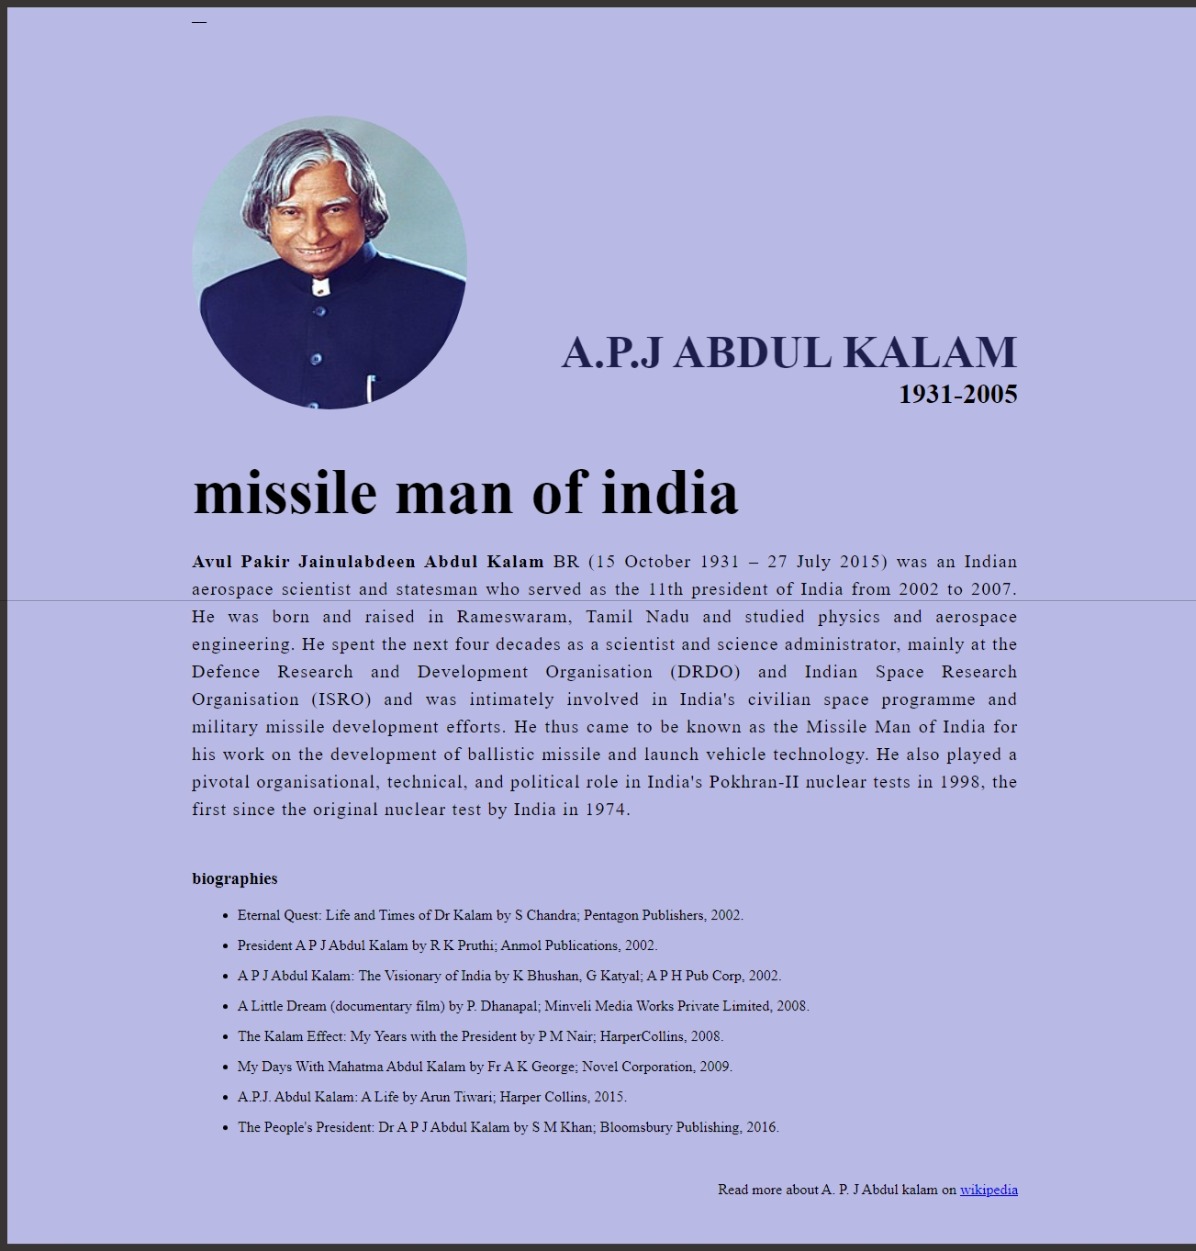 A.P.J ABDUL KALAM
1931-2005
missile man of india
Avul Pakir Jainulabdeen Abdul Kalam BR (15 October 1931 – 27 July 2015) was an Indian
aerospace scientist and statesman who served as the 11th president of India from 2002 to 2007.
He was born and raised in Rameswaram, Tamil Nadu and studied physics and aerospace
engineering. He spent the next four decades as a scientist and science administrator, mainly at the
Defence Research and Development Organisation (DRDO) and Indian Space Research
Organisation (ISRO) and was intimately involved in India's civilian space programme and
military missile development efforts. He thus came to be known as the Missile Man of India for
his work on the development of ballistic missile and launch vehicle technology. He also played a
pivotal organisational, technical, and political role in India's Pokhran-II nuclear tests in 1998, the
first since the original nuclear test by India in 1974.
biographies
• Eternal Quest: Life and Times of Dr Kalam by S Chandra; Pentagon Publishers, 2002.
• President A P J Abdul Kalam by R K Pruthi; Anmol Publications, 2002.
• A P J Abdul Kalam: The Visionary of India by K Bhushan, G Katyal; A P H Pub Corp, 2002.
• A Little Dream (documentary film) by P. Dhanapal; Minveli Media Works Private Limited, 2008.
• The Kalam Effect: My Years with the President by P M Nair; HarperCollins, 2008.
• My Days With Mahatma Abdul Kalam by Fr A K George; Novel Corporation, 2009.
• A.P.J. Abdul Kalam: A Life by Arun Tiwari; Harper Collins, 2015.
• The People's President: Dr A P J Abdul Kalam by S M Khan; Bloomsbury Publishing, 2016.
Read more about A. P. J Abdul kalam on wikipedia